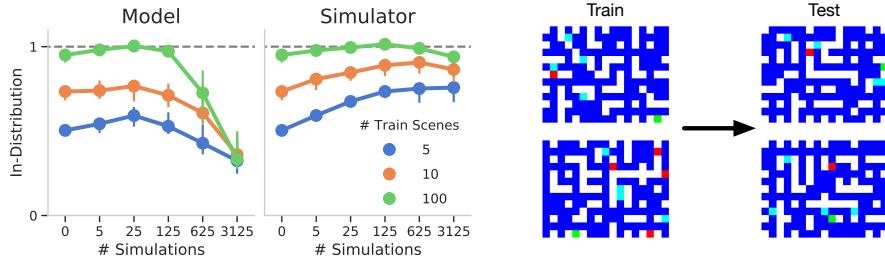 Model
Simulator
In-Distribution
1
0
# Train Scenes
5
10
100
0 5 25 125 625 3125
0 5 25 125 625 3125
# Simulations
# Simulations
Train
Test